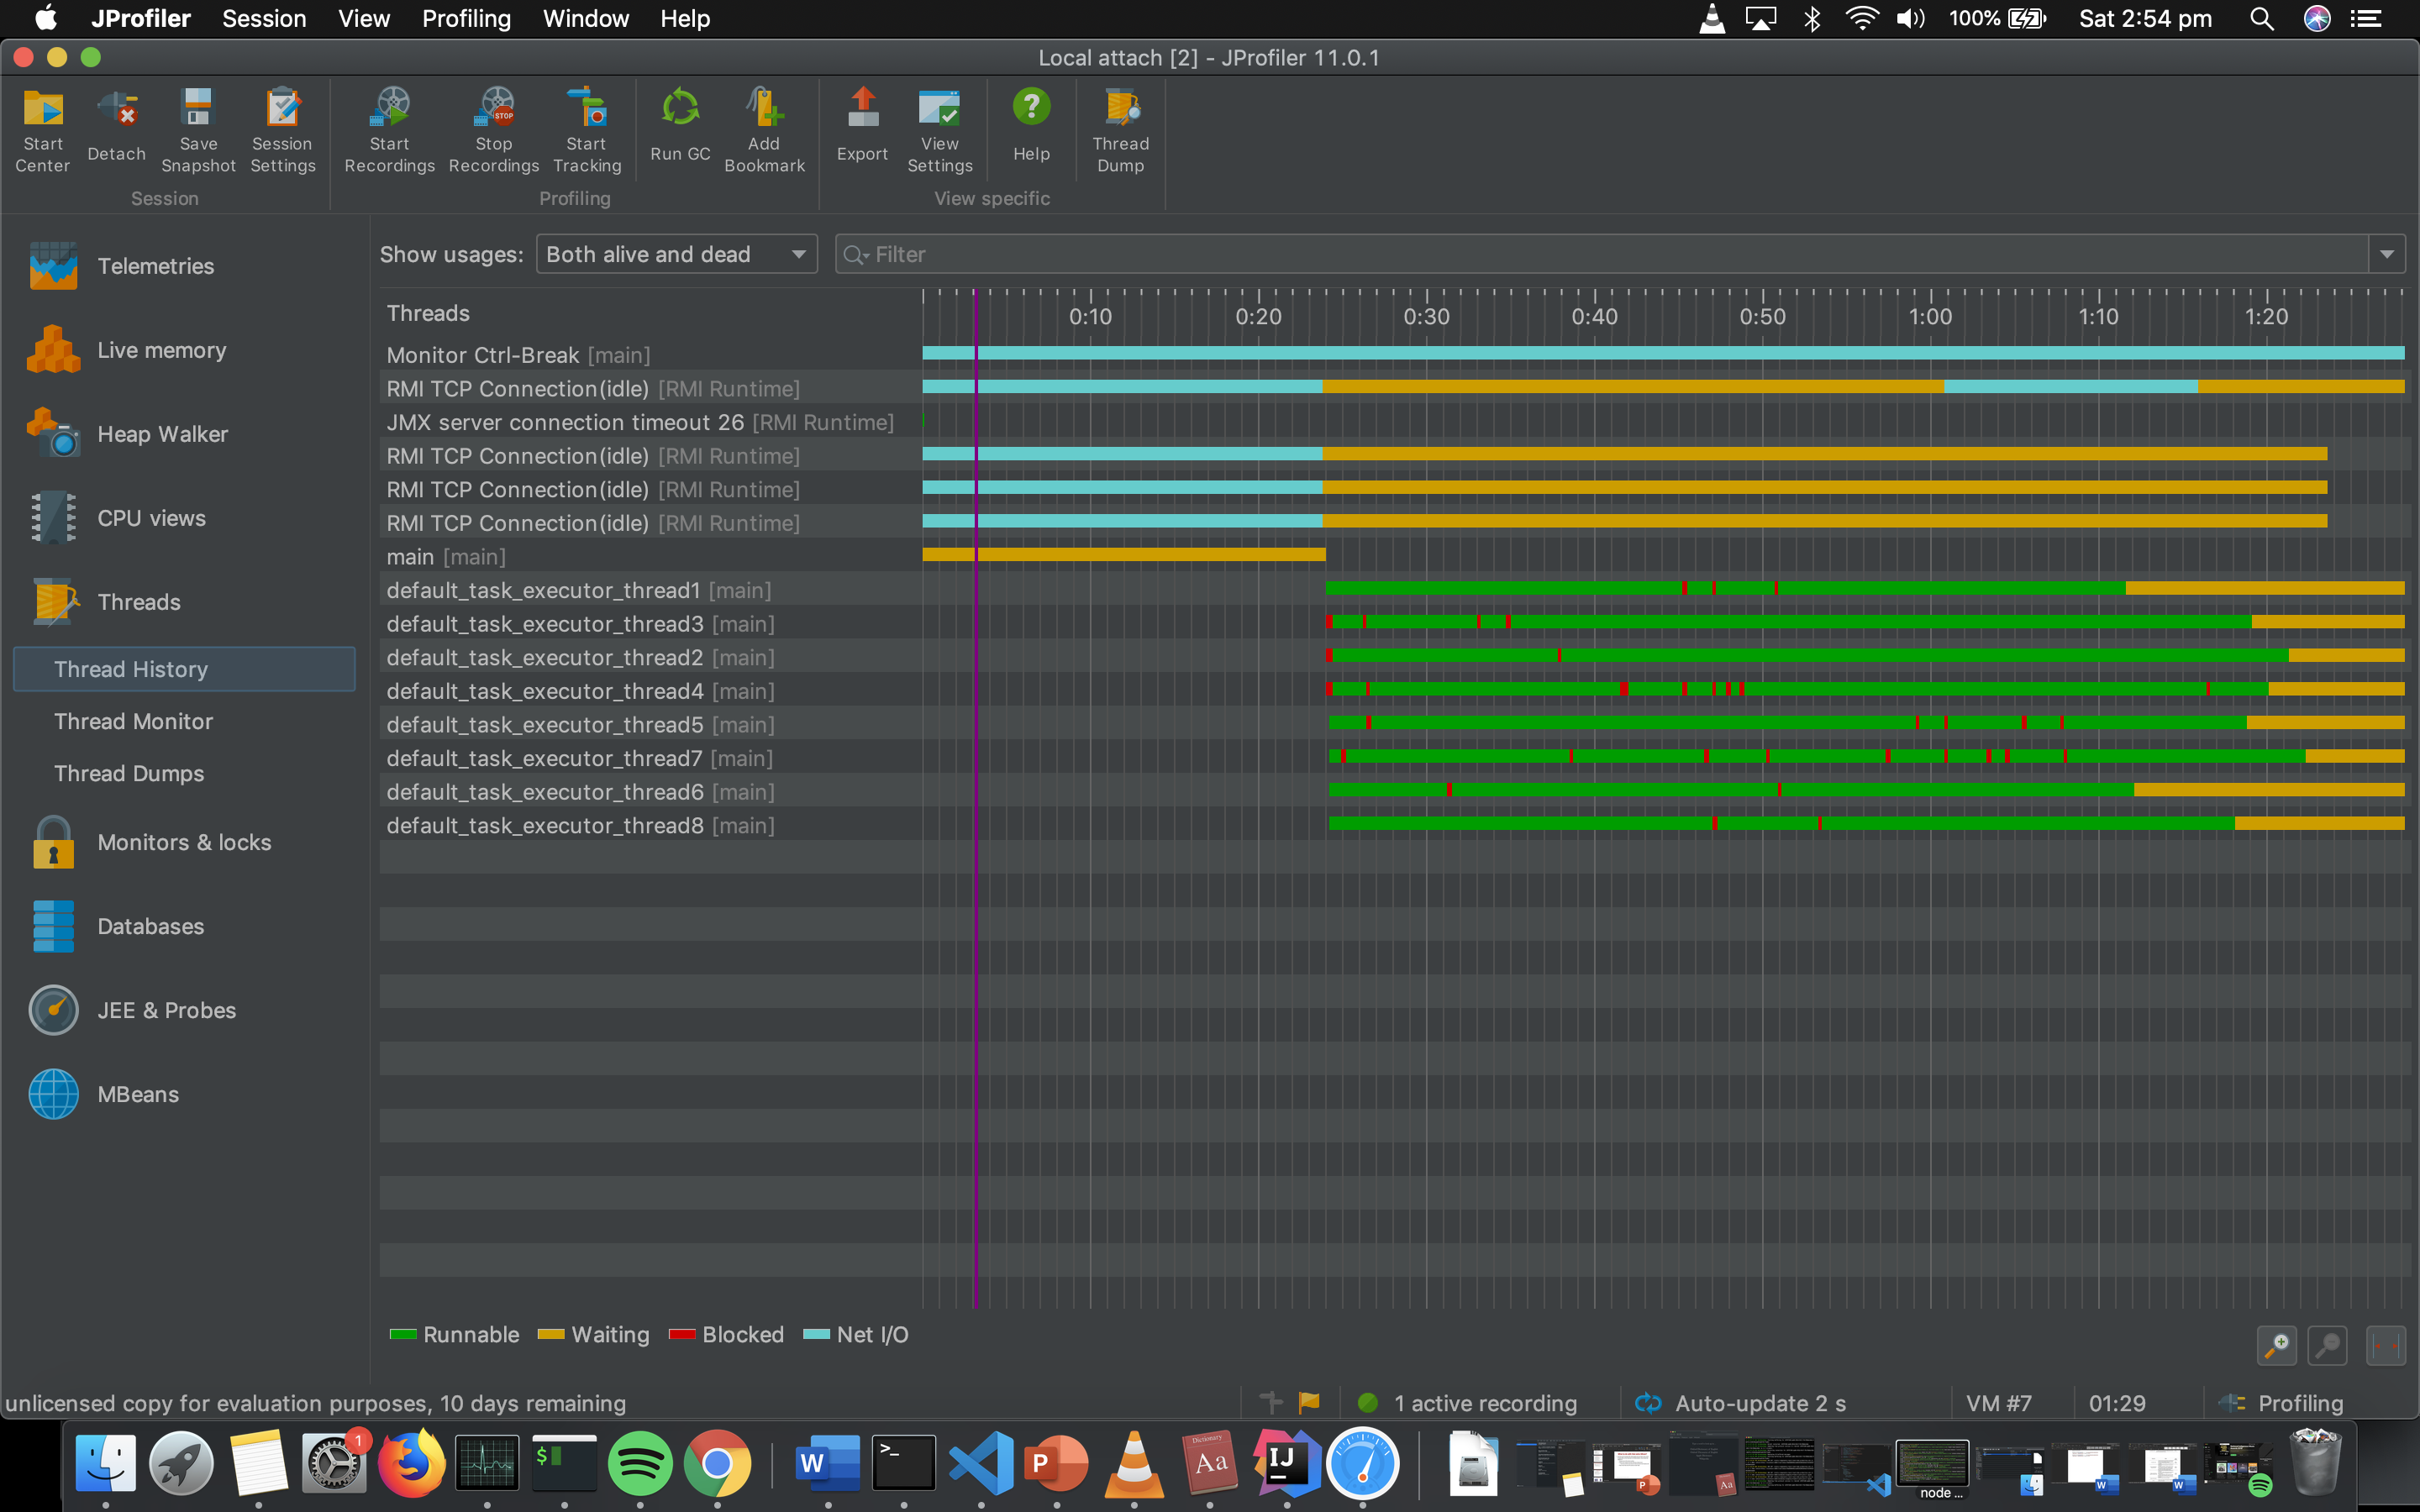 JProfiler Session View Profiling Window Help 100% Sat 2:54 pm
Local attach [2] - JProfiler 11.0.1
Start Center
Detach
Save Snapshot
Session Settings
Start Recordings
Stop Recordings
Start Tracking
Run GC
Add Bookmark
Export
View Settings
Help
Thread Dump
Session Profiling View specific
Telemetries
Live memory
Heap Walker
CPU views
Threads
Thread History
Thread Monitor
Thread Dumps
Monitors & locks
Databases
JEE & Probes
MBeans
Show usages: Both alive and dead Filter
Threads 0:10 0:20 0:30 0:40 0:50 1:00 1:10 1:20
Monitor Ctrl-Break [main]
RMI TCP Connection(idle) [RMI Runtime]
JMX server connection timeout 26 [RMI Runtime]
RMI TCP Connection(idle) [RMI Runtime]
RMI TCP Connection(idle) [RMI Runtime]
RMI TCP Connection(idle) [RMI Runtime]
main [main]
default_task_executor_thread1 [main]
default_task_executor_thread3 [main]
default_task_executor_thread2 [main]
default_task_executor_thread4 [main]
default_task_executor_thread5 [main]
default_task_executor_thread7 [main]
default_task_executor_thread6 [main]
default_task_executor_thread8 [main]
Runnable Waiting Blocked Net I/O
unlicensed copy for evaluation purposes, 10 days remaining 1 active recording Auto-update 2 s VM #7 01:29 Profiling
1
STOP
$
W
>_
P
Dictionary
Aa
IJ
node ...